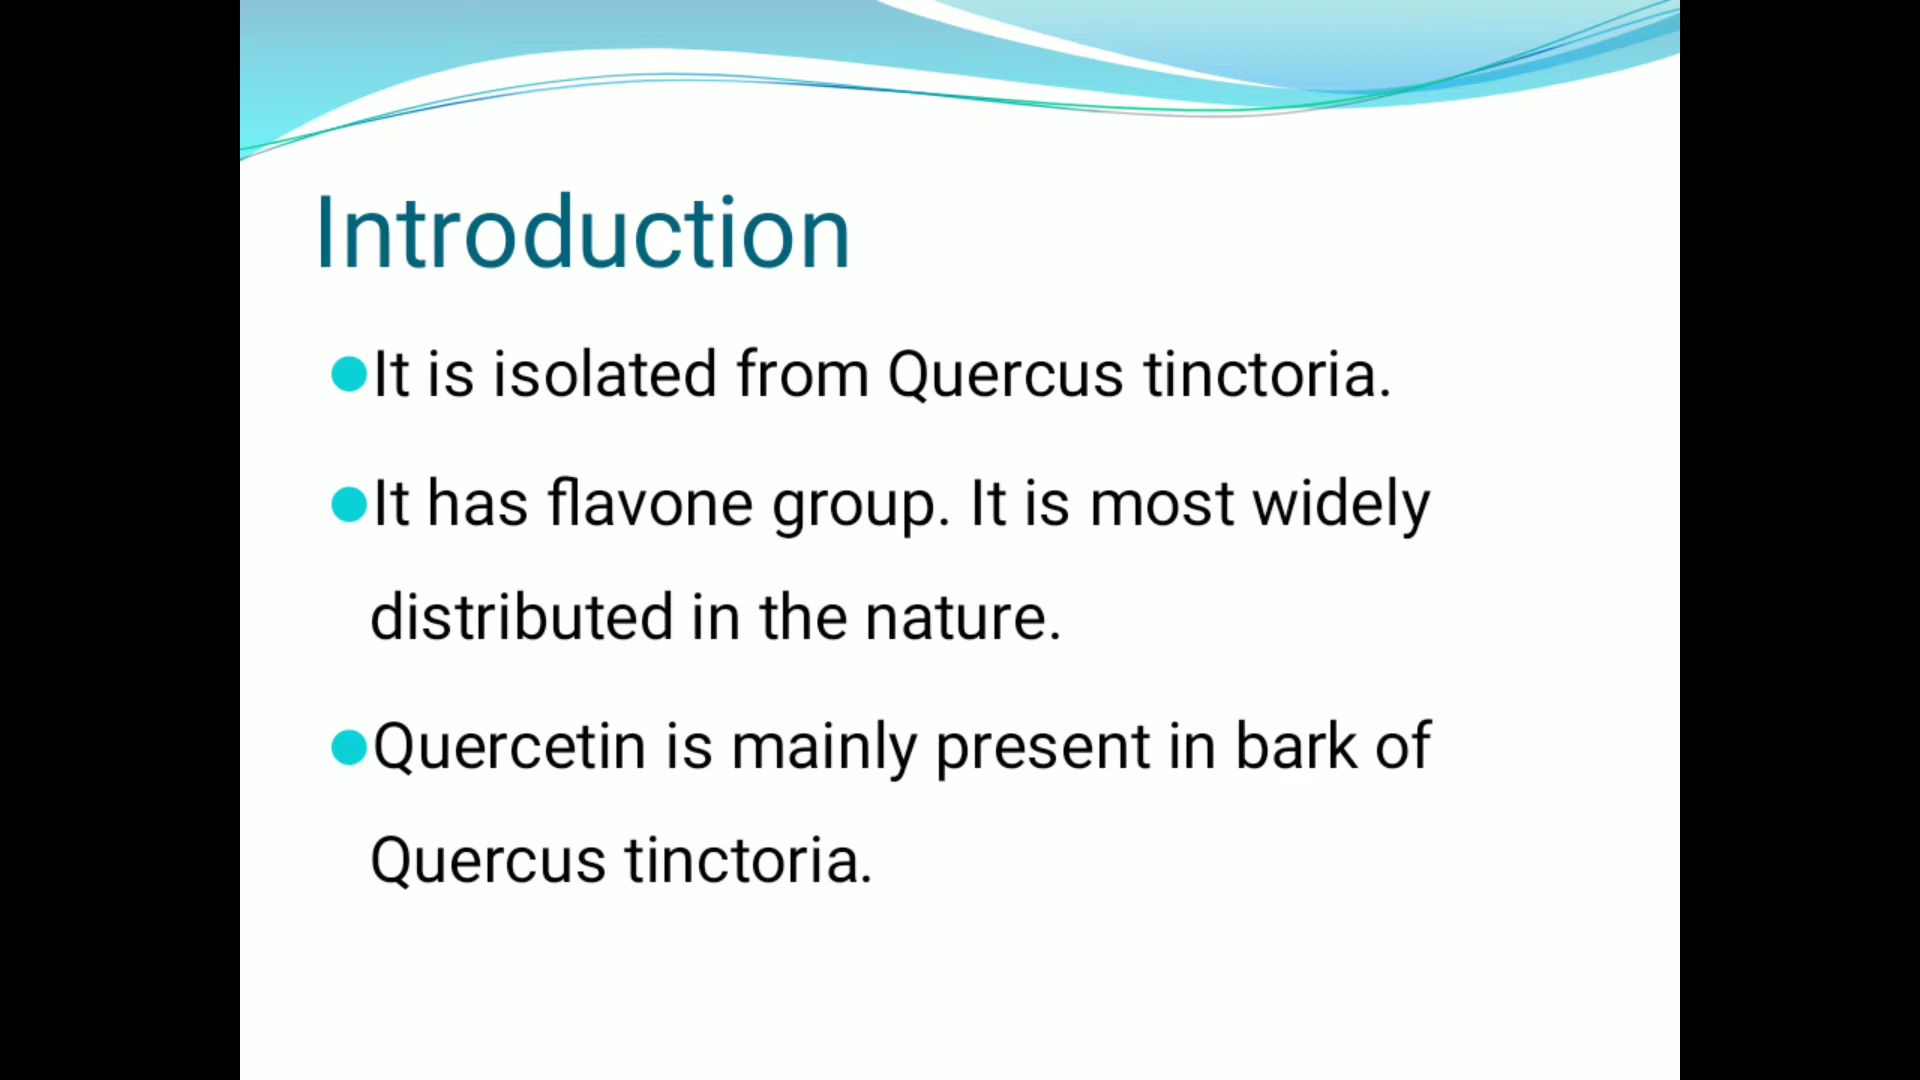 Introduction
It is isolated from Quercus tinctoria.
It has flavone group. It is most widely
distributed in the nature.
Quercetin is mainly present in bark of
Quercus tinctoria.